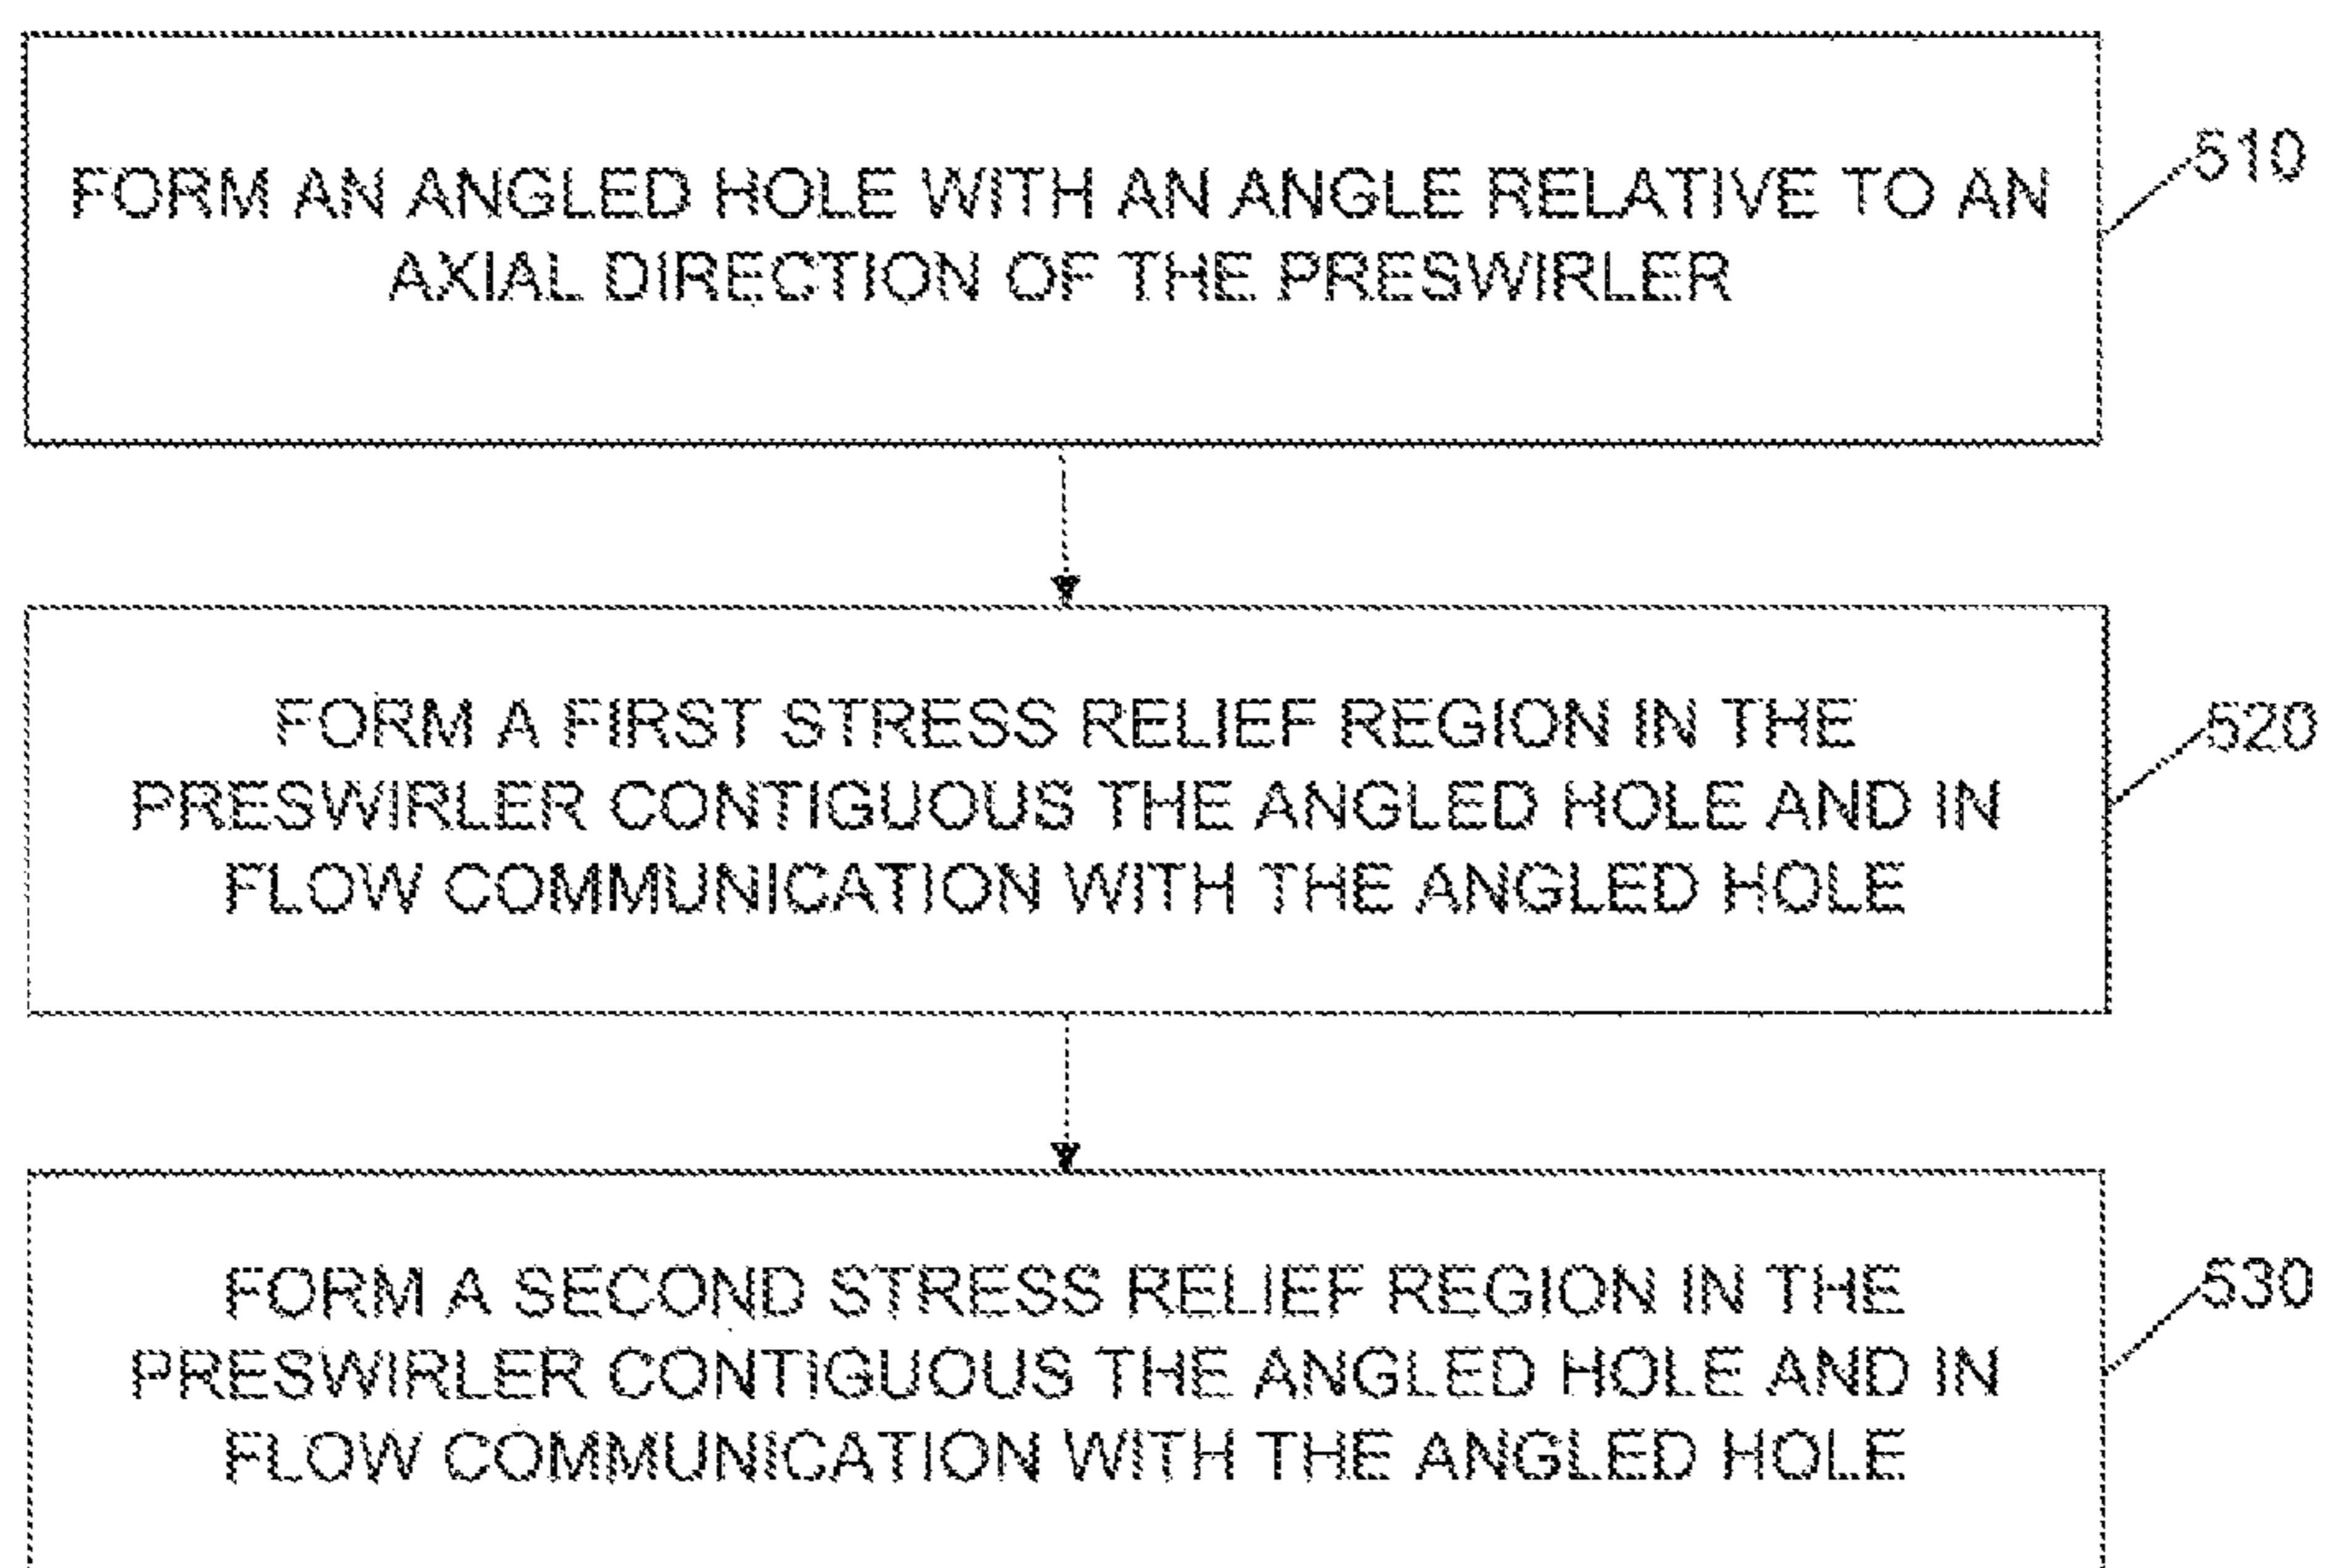 FORM AN ANGLED HOLE WITH AN ANGLE RELATIVE TO AN
AXIAL DIRECTION OF THE PRESWIRLER
510
FORM A FIRST STRESS RELIEF REGION IN THE
PRESWIRLER CONTIGUOUS THE ANGLED HOLE AND IN
FLOW COMMUNICATION WITH THE ANGLED HOLE
520
FORM A SECOND STRESS RELIEF REGION IN THE
PRESWIRLER CONTIGUOUS THE ANGLED HOLE AND IN
FLOW COMMUNICATION WITH THE ANGLED HOLE
530